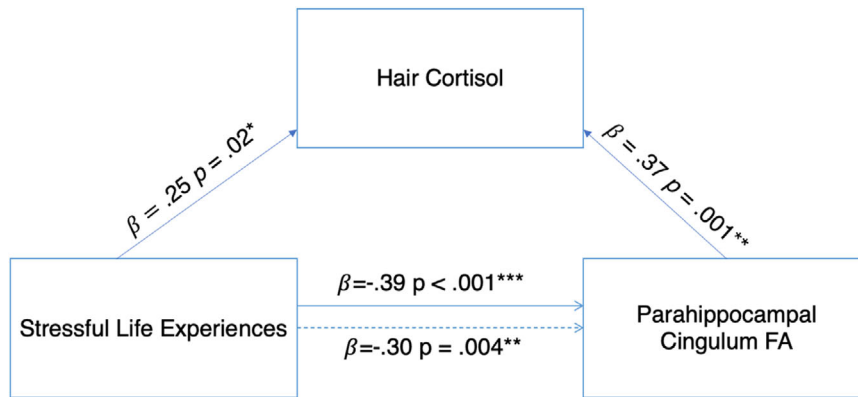 Hair Cortisol
β = .25 p = .02*
β = .37 p = .001**
β=-.39 p < .001***
Stressful Life Experiences
β=-.30 p = .004**
Parahippocampal
Cingulum FA